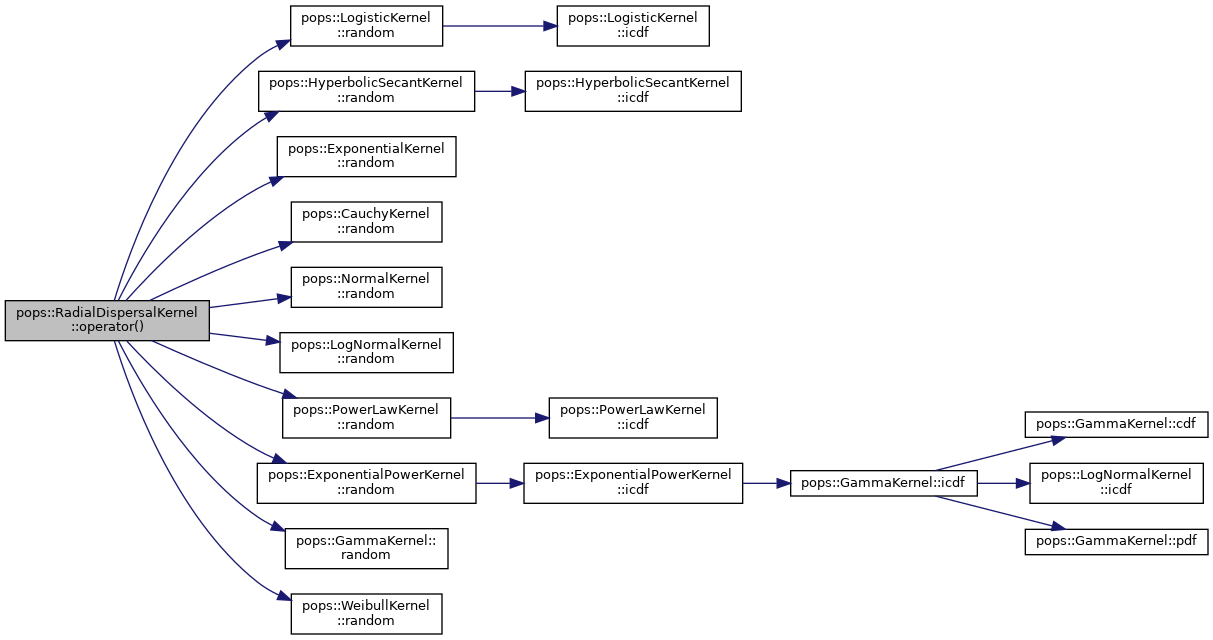 pops::RadialDispersalKernel
::operator()
pops::LogisticKernel
::random
pops::LogisticKernel
::icdf
pops::HyperbolicSecantKernel
::random
pops::HyperbolicSecantKernel
::icdf
pops::ExponentialKernel
::random
pops::CauchyKernel
::random
pops::NormalKernel
::random
pops::LogNormalKernel
::random
pops::PowerLawKernel
::random
pops::PowerLawKernel
::icdf
pops::ExponentialPowerKernel
::random
pops::ExponentialPowerKernel
::icdf
pops::GammaKernel::icdf
pops::GammaKernel::cdf
pops::LogNormalKernel
::icdf
pops::GammaKernel::pdf
pops::GammaKernel::
random
pops::WeibullKernel
::random